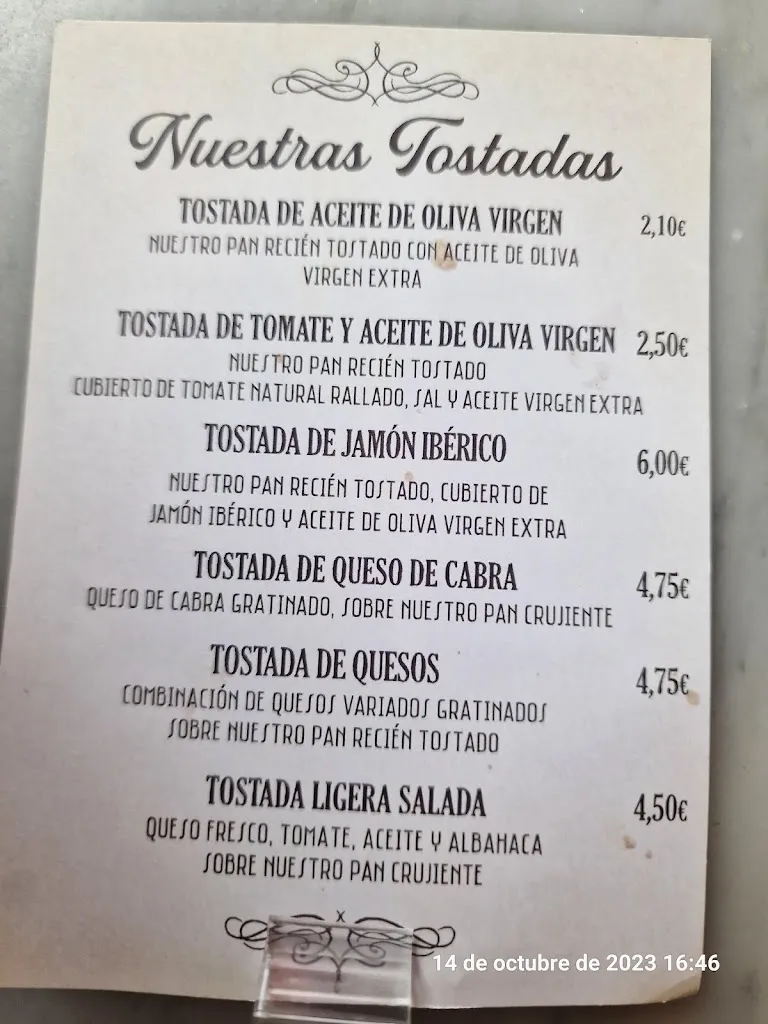 Nuestras Tostadas
TOSTADA DE ACEITE DE OLIVA VIRGEN 2,10€
NUESTRO PAN RECIÉN TOSTADO CON ACEITE DE OLIVA
VIRGEN EXTRA
TOSTADA DE TOMATE Y ACEITE DE OLIVA VIRGEN 2,50€
NUESTRO PAN RECIÉN TOSTADO
CUBIERTO DE TOMATE NATURAL RALLADO, SAL Y ACEITE VIRGEN EXTRA
TOSTADA DE JAMÓN IBÉRICO 6,00€
NUESTRO PAN RECIÉN TOSTADO, CUBIERTO DE
JAMÓN IBÉRICO Y ACEITE DE OLIVA VIRGEN EXTRA
TOSTADA DE QUESO DE CABRA 4,75€
QUESO DE CABRA GRATINADO, SOBRE NUESTRO PAN CRUJIENTE
TOSTADA DE QUESOS 4,75€
COMBINACIÓN DE QUESOS VARIADOS GRATINADOS
SOBRE NUESTRO PAN RECIÉN TOSTADO
TOSTADA LIGERA SALADA 4,50€
QUESO FRESCO, TOMATE, ACEITE Y ALBAHACA
SOBRE NUESTRO PAN CRUJIENTE
14 de octubre de 2023 16:46